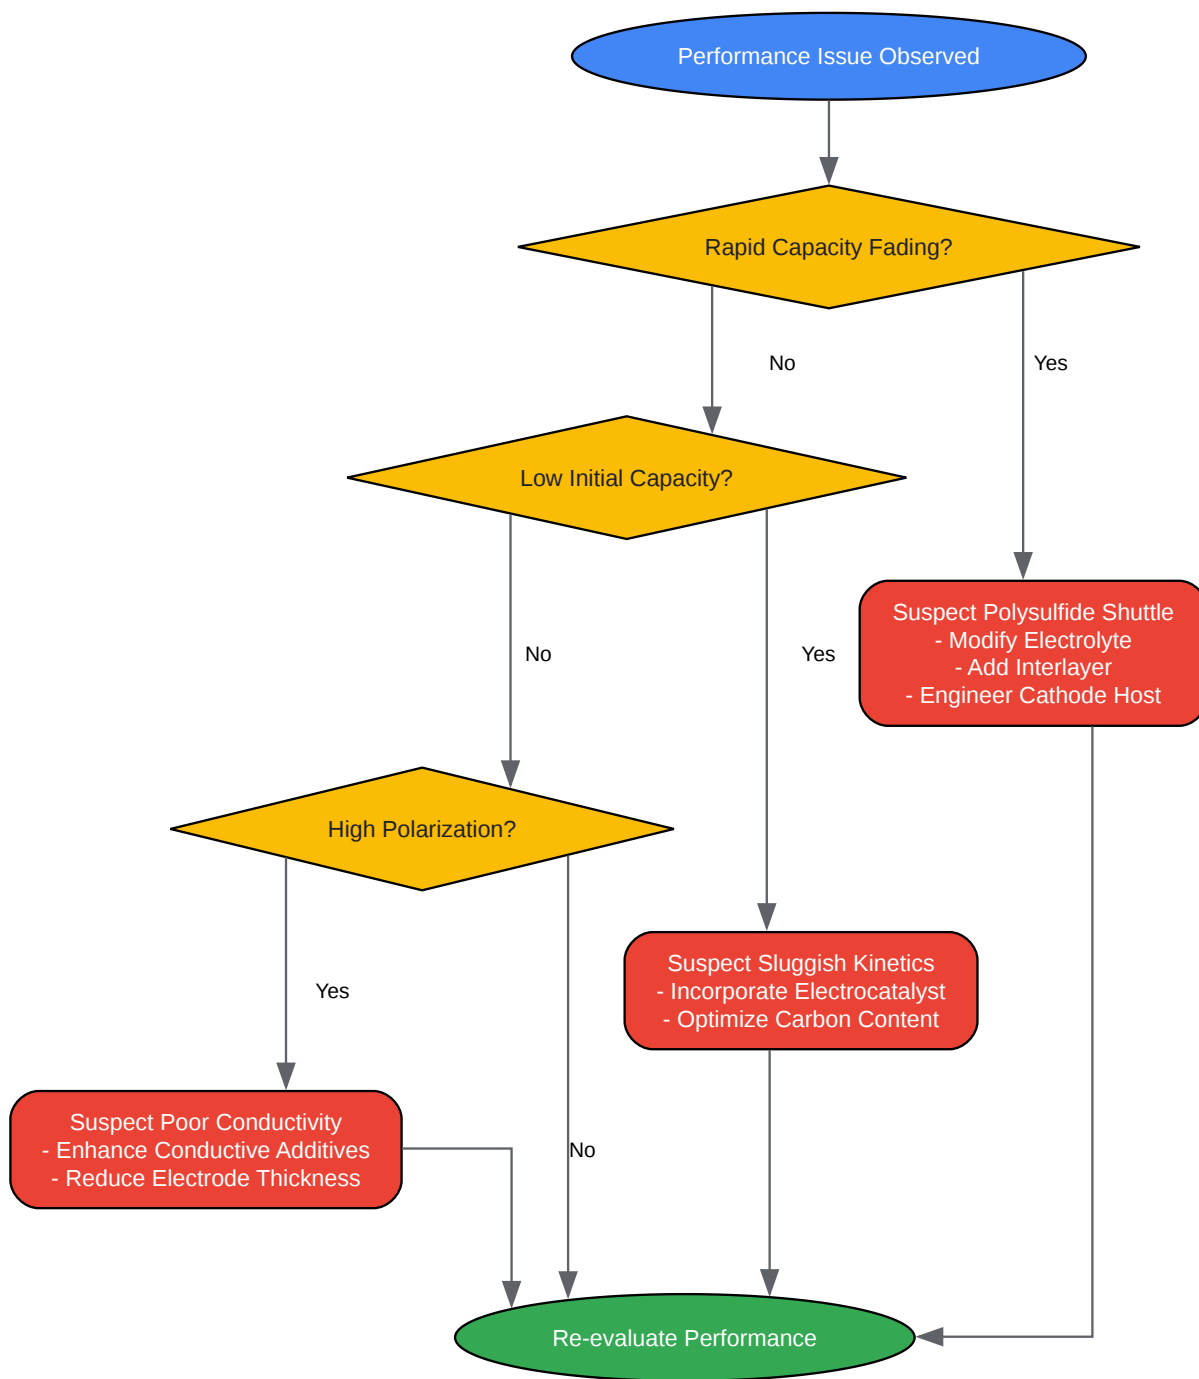 Performance Issue Observed
Rapid Capacity Fading?
No
Yes
Low Initial Capacity?
No
Yes
Suspect Polysulfide Shuttle
- Modify Electrolyte
- Add Interlayer
- Engineer Cathode Host
High Polarization?
Yes
No
Suspect Sluggish Kinetics
- Incorporate Electrocatalyst
- Optimize Carbon Content
Suspect Poor Conductivity
- Enhance Conductive Additives
- Reduce Electrode Thickness
Re-evaluate Performance